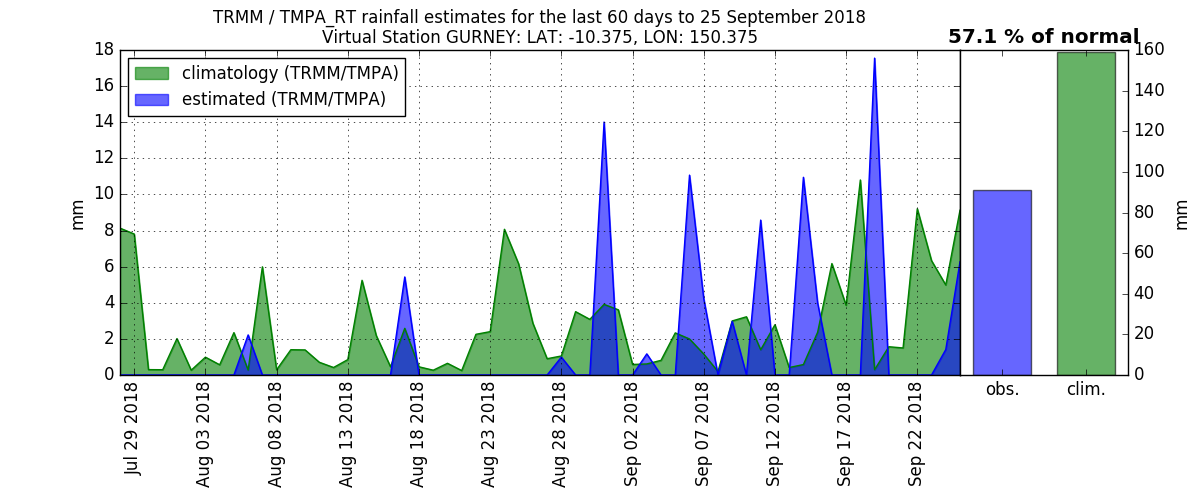 TRMM / TMPA_RT rainfall estimates for the last 60 days to 25 September 2018
Virtual Station GURNEY: LAT: -10.375, LON: 150.375
57.1 % of normal
climatology (TRMM/TMPA)
estimated (TRMM/TMPA)
18
16
14
12
10
8
6
4
2
0
mm
160
140
120
100
80
60
40
20
0
mm
Jul 29 2018
Aug 03 2018
Aug 08 2018
Aug 13 2018
Aug 18 2018
Aug 23 2018
Aug 28 2018
Sep 02 2018
Sep 07 2018
Sep 12 2018
Sep 17 2018
Sep 22 2018
obs.
clim.